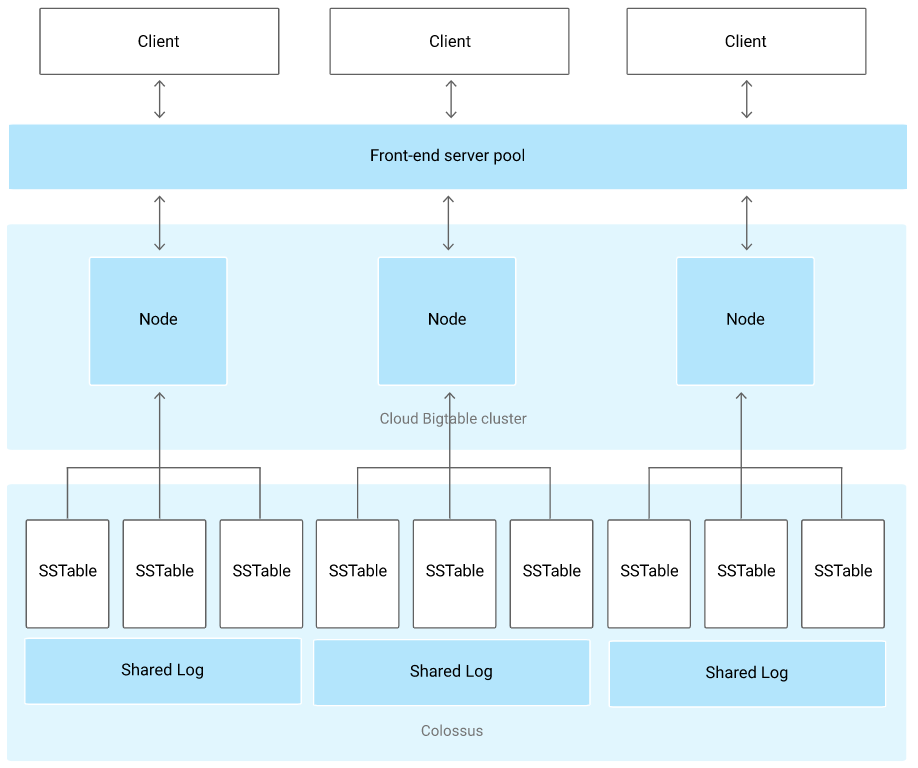 Client
Client
Client
Front-end server pool
Node
Node
Node
Cloud Bigtable cluster
SSTable
SSTable
SSTable
SSTable
SSTable
SSTable
SSTable
SSTable
SSTable
Shared Log
Shared Log
Shared Log
Colossus